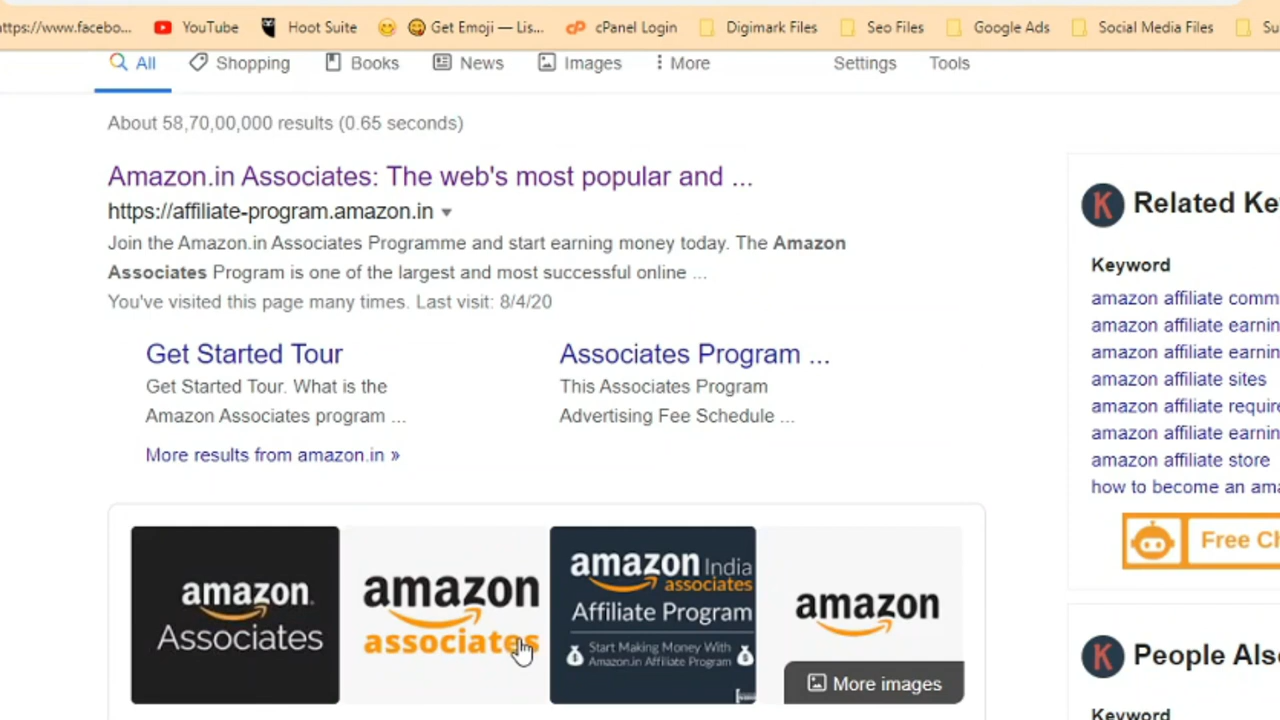 https://www.facebo... YouTube Hoot Suite Get Emoji — Lis... cPanel Login Digimark Files Seo Files Google Ads Social Media Files Su
All Shopping Books News Images More Settings Tools
About 58,70,00,000 results (0.65 seconds)
Amazon.in Associates: The web's most popular and ...
https://affiliate-program.amazon.in
Join the Amazon.in Associates Programme and start earning money today. The Amazon
Associates Program is one of the largest and most successful online ...
You've visited this page many times. Last visit: 8/4/20
Get Started Tour
Get Started Tour. What is the
Amazon Associates program ...
Associates Program ...
This Associates Program
Advertising Fee Schedule ...
More results from amazon.in »
amazon
Associates
amazon
associates
amazon India
associates
Affiliate Program
Start Making Money With
Amazon.in Affiliate Program
amazon
More images
K Related Ke
Keyword
amazon affiliate comm
amazon affiliate earnin
amazon affiliate earnin
amazon affiliate sites
amazon affiliate require
amazon affiliate earnin
amazon affiliate store
how to become an ama
Free Ch
K People Als
Keyword